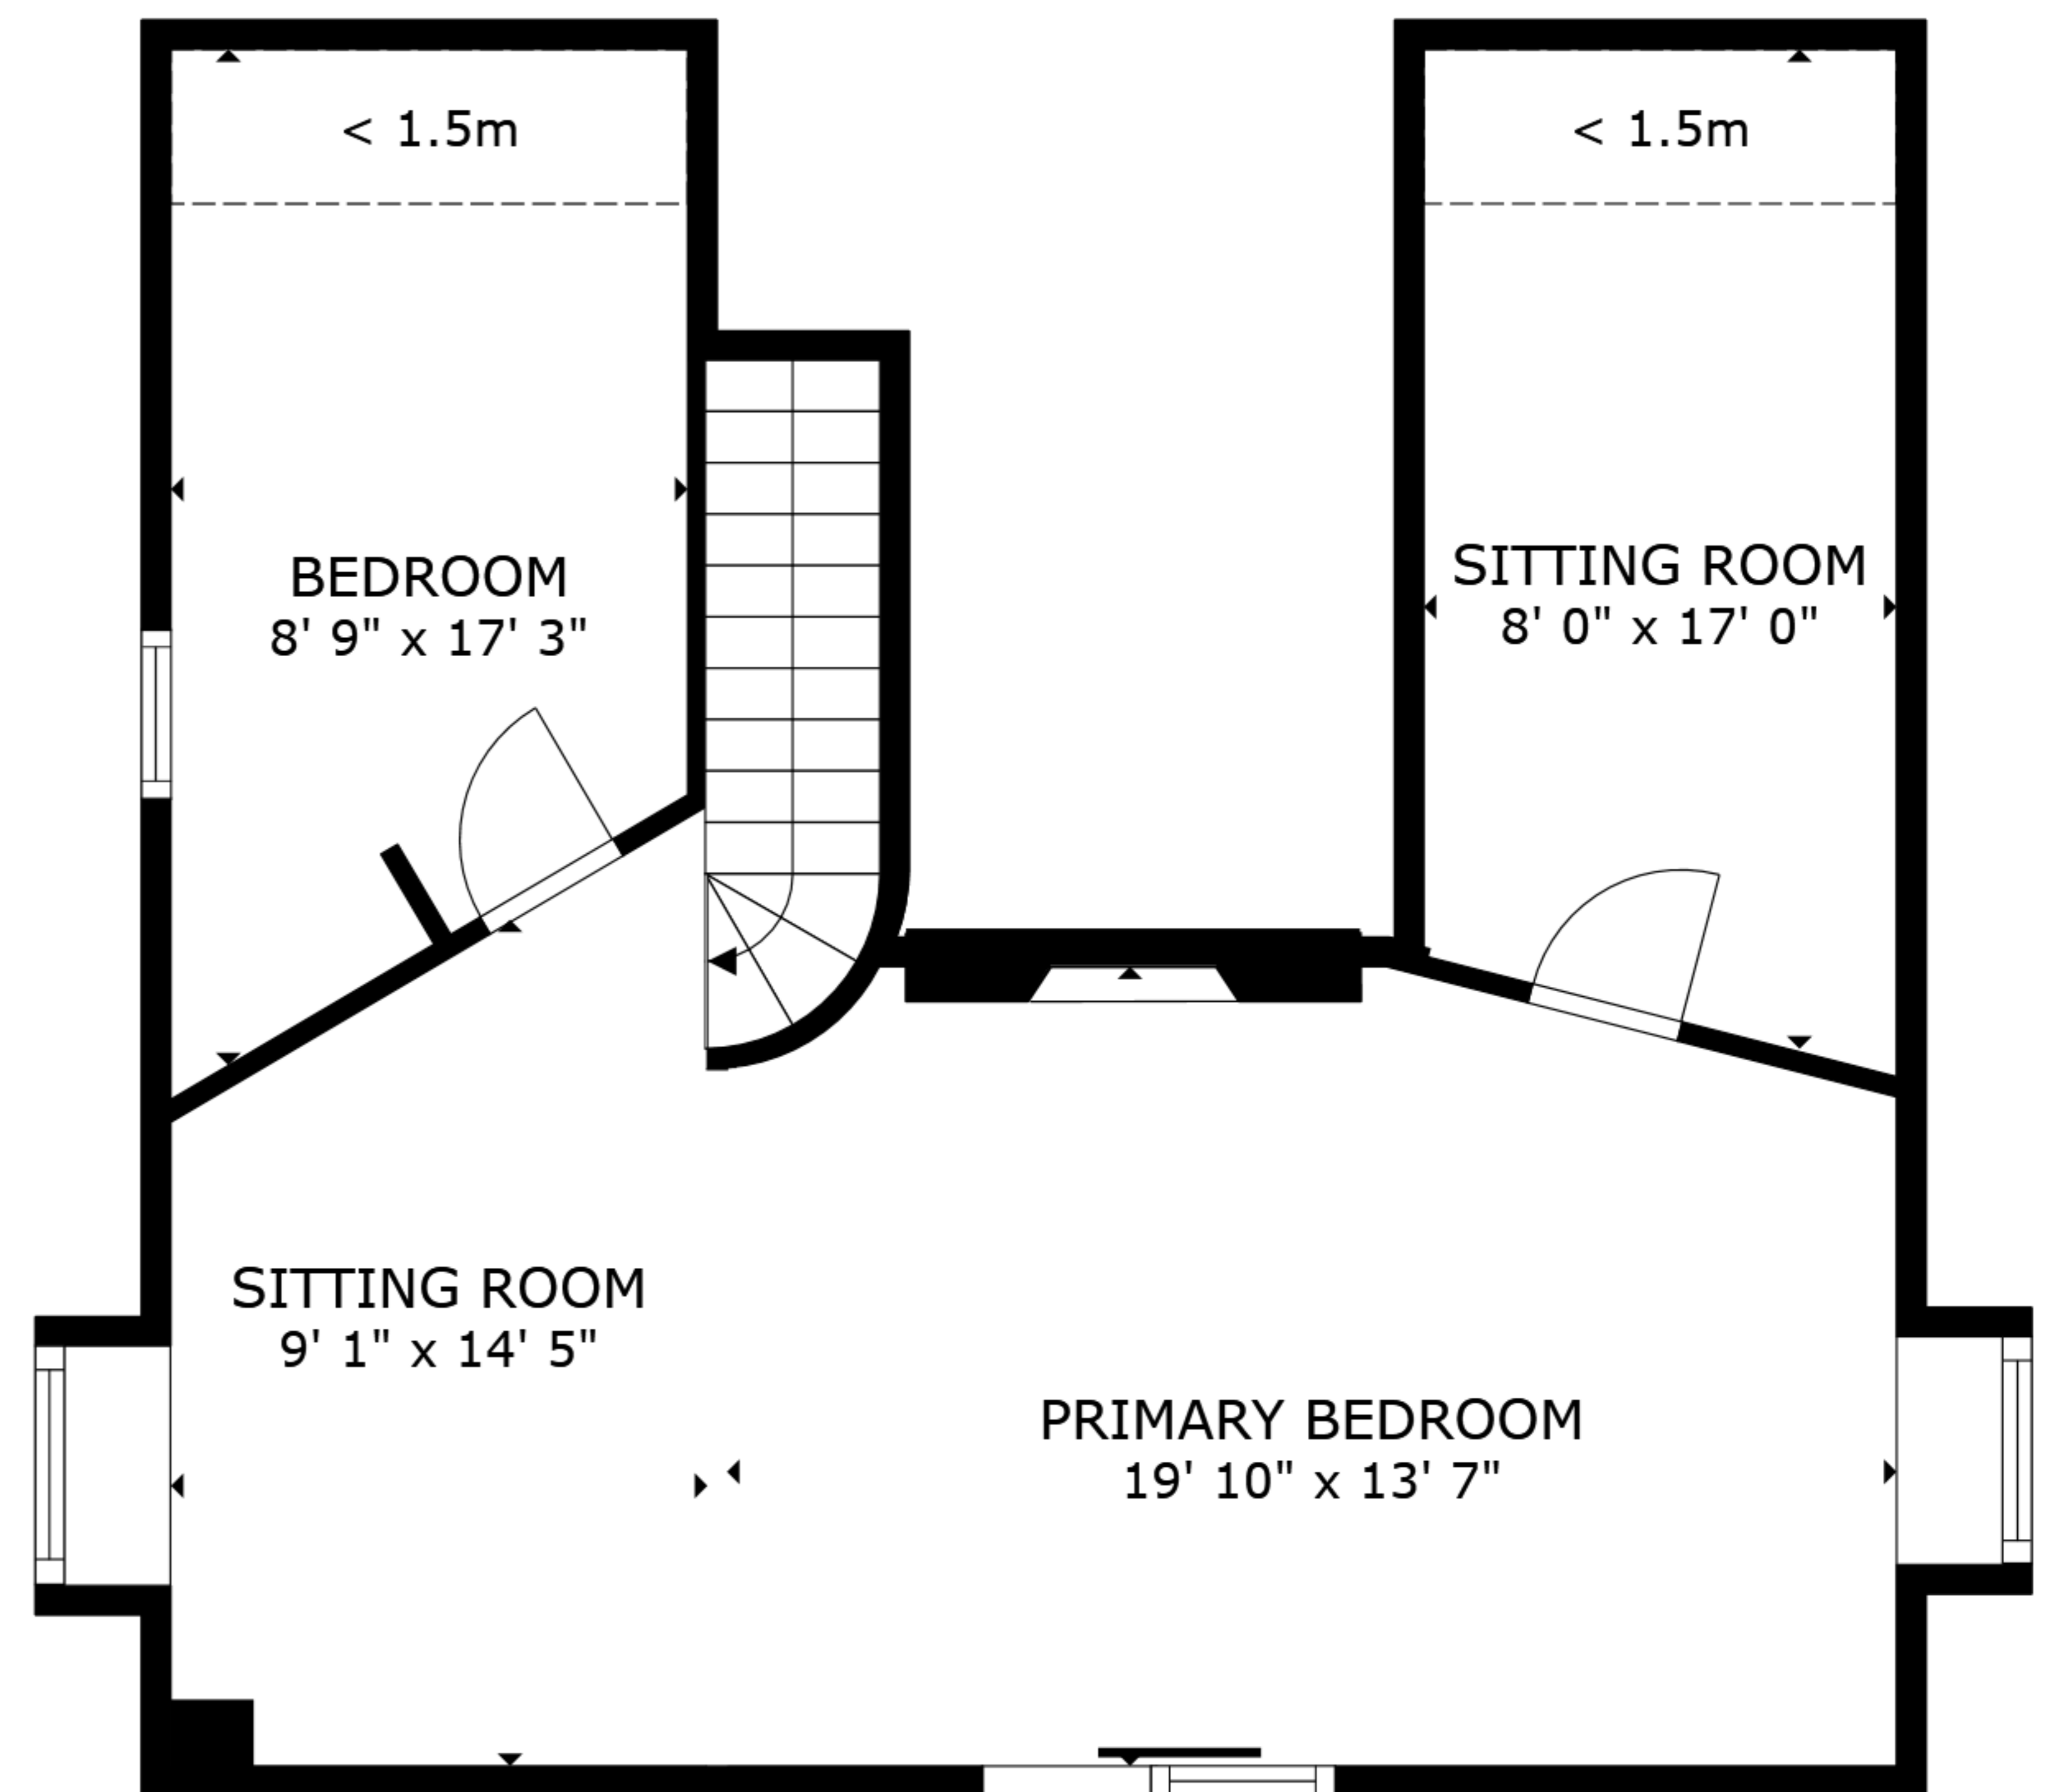 < 1.5m
< 1.5m
BEDROOM
8' 9" x 17' 3"
SITTING ROOM
8' 0" x 17' 0"
SITTING ROOM
9' 1" x 14' 5"
PRIMARY BEDROOM
19' 10" x 13' 7"